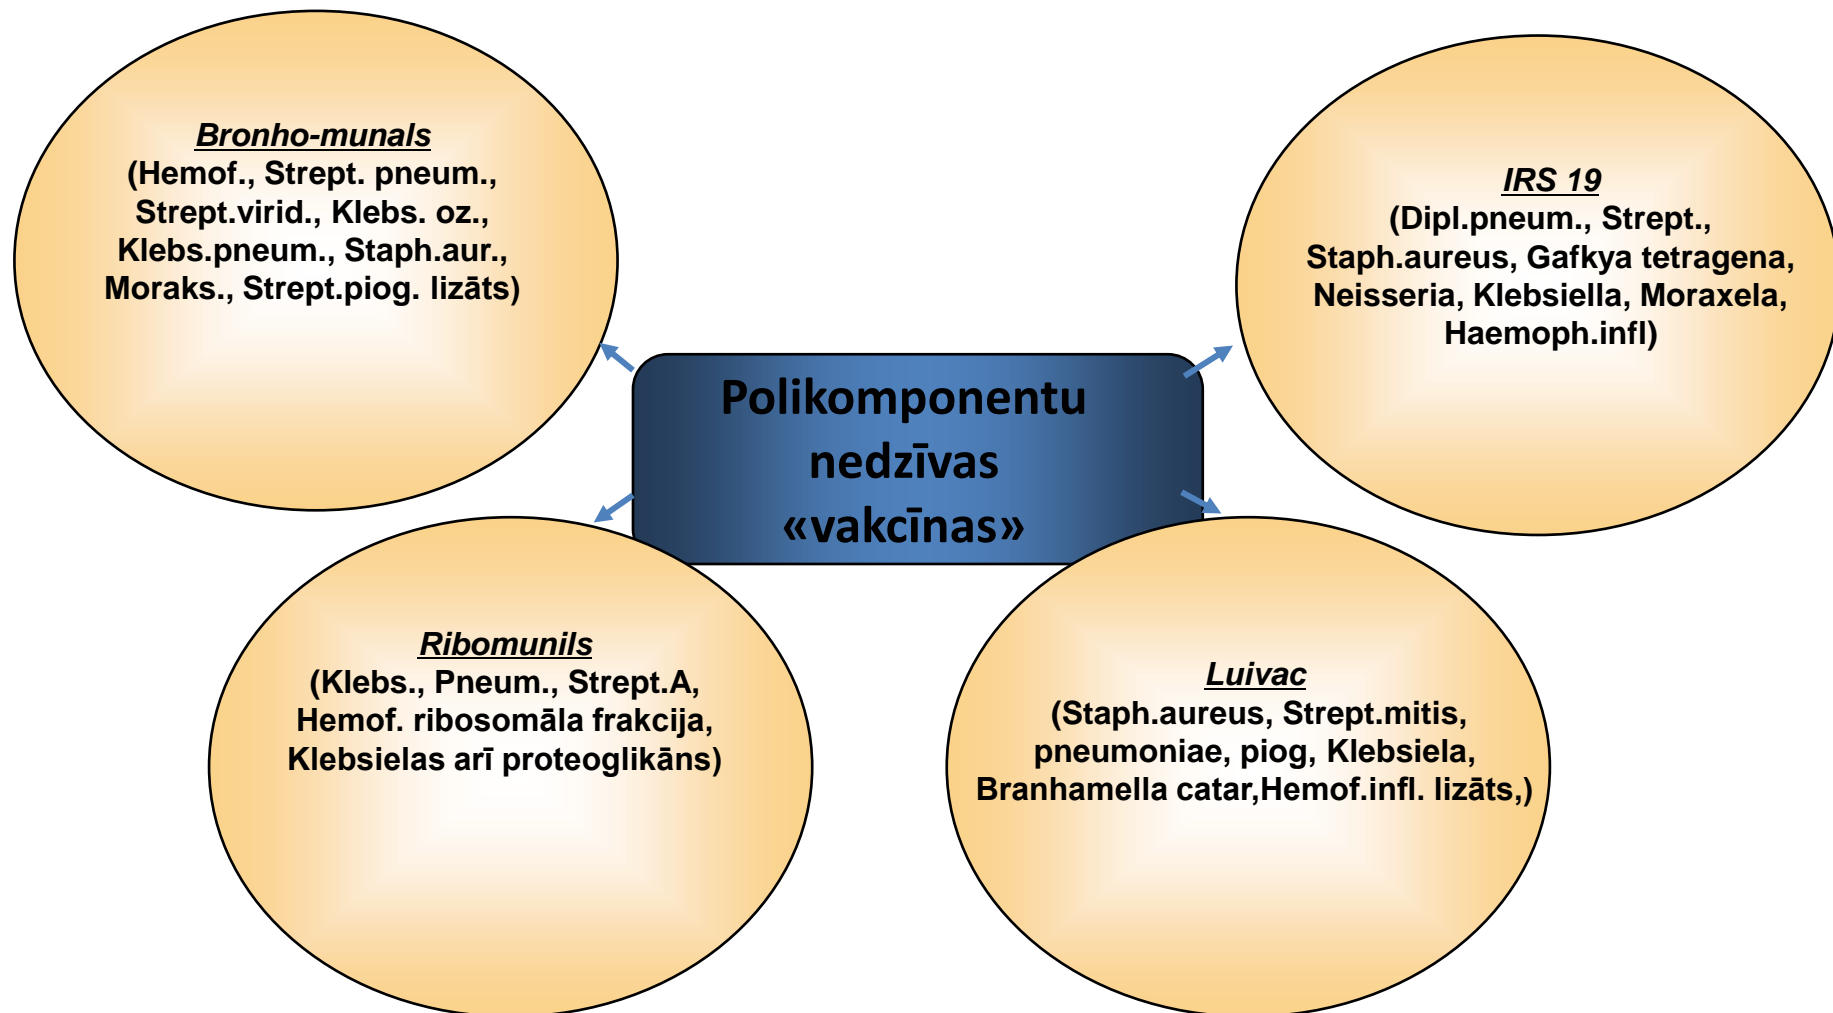 Bronho-munals
(Hemof., Strept. pneum.,
Strept.virid., Klebs. oz.,
Klebs.pneum., Staph.aur.,
Moraks., Strept.piog. lizāts)
IRS 19
(Dipl.pneum., Strept.,
Staph.aureus, Gafkya tetragena,
Neisseria, Klebsiella, Moraxela,
Haemoph.infl)
Polikomponentu
nedzīvas
«vakcīnas»
Ribomunils
(Klebs., Pneum., Strept.A,
Hemof. ribosomāla frakcija,
Klebsielas arī proteoglikāns)
Luivac
(Staph.aureus, Strept.mitis,
pneumoniae, piog, Klebsiela,
Branhamella catar,Hemof.infl. lizāts,)